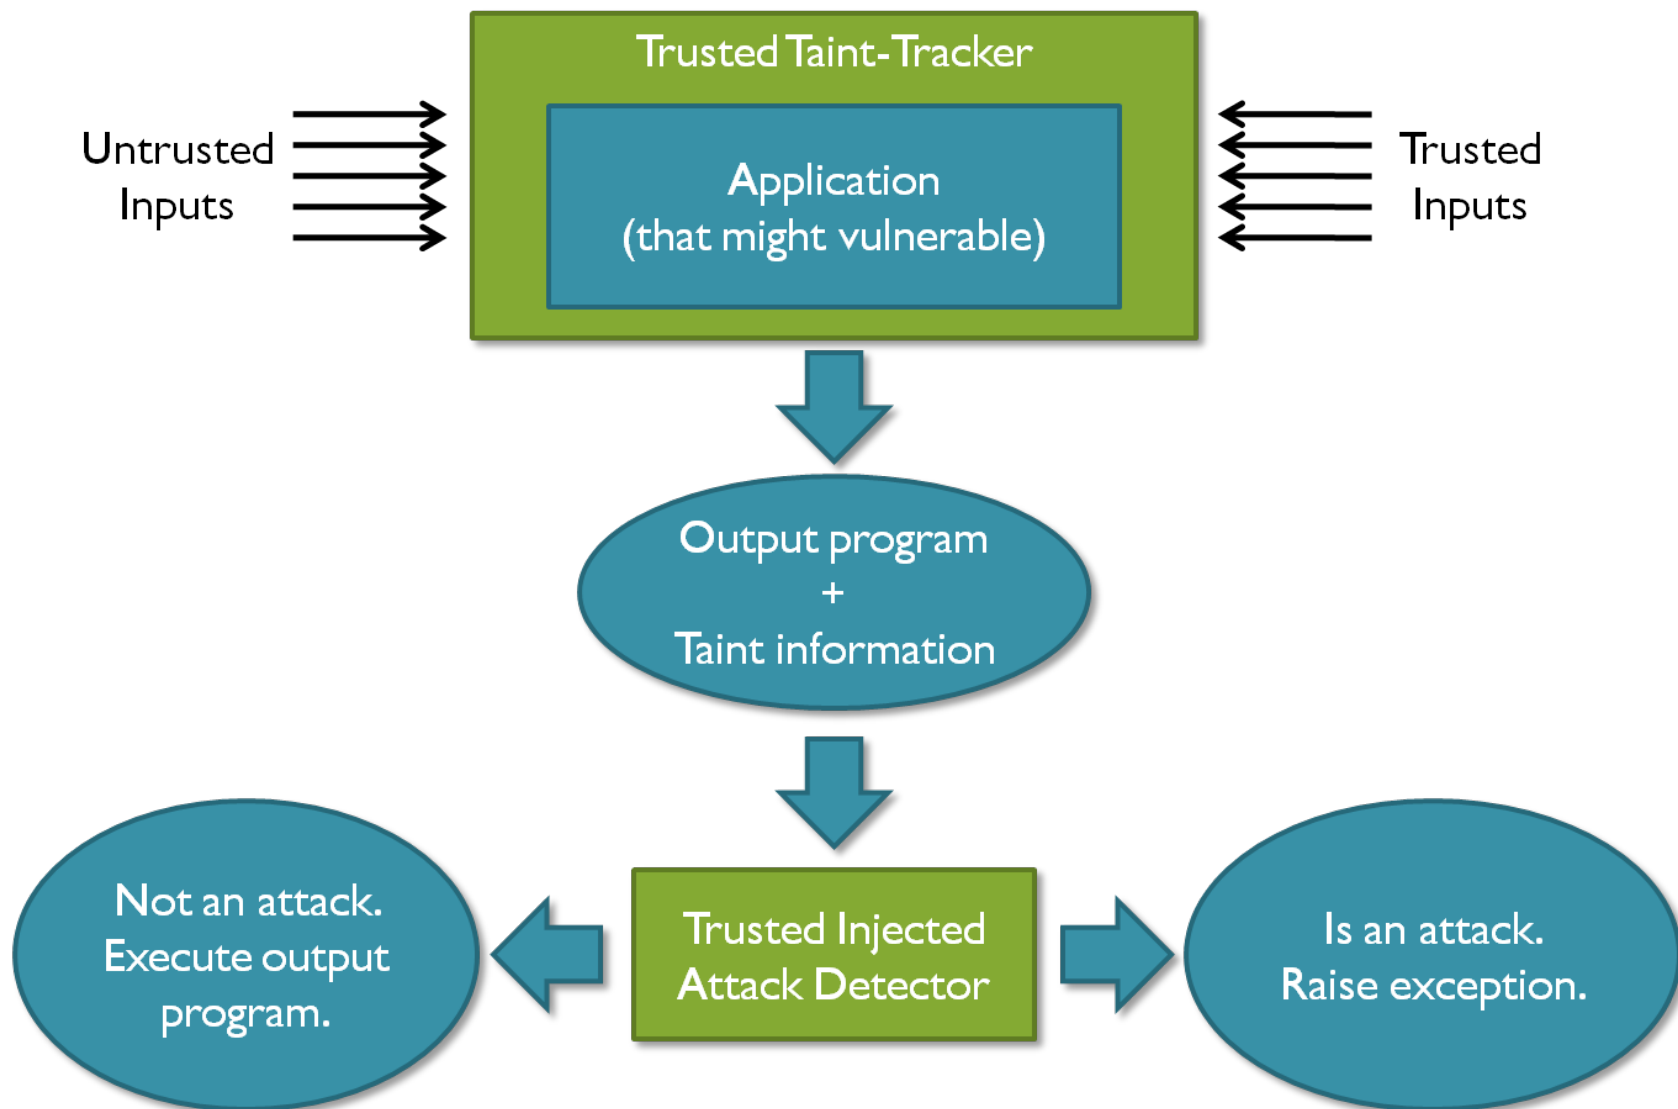 Trusted Taint-Tracker
Untrusted
Inputs
Application
(that might vulnerable)
Trusted
Inputs
Output program
+
Taint information
Not an attack.
Execute output
program.
Trusted Injected
Attack Detector
Is an attack.
Raise exception.